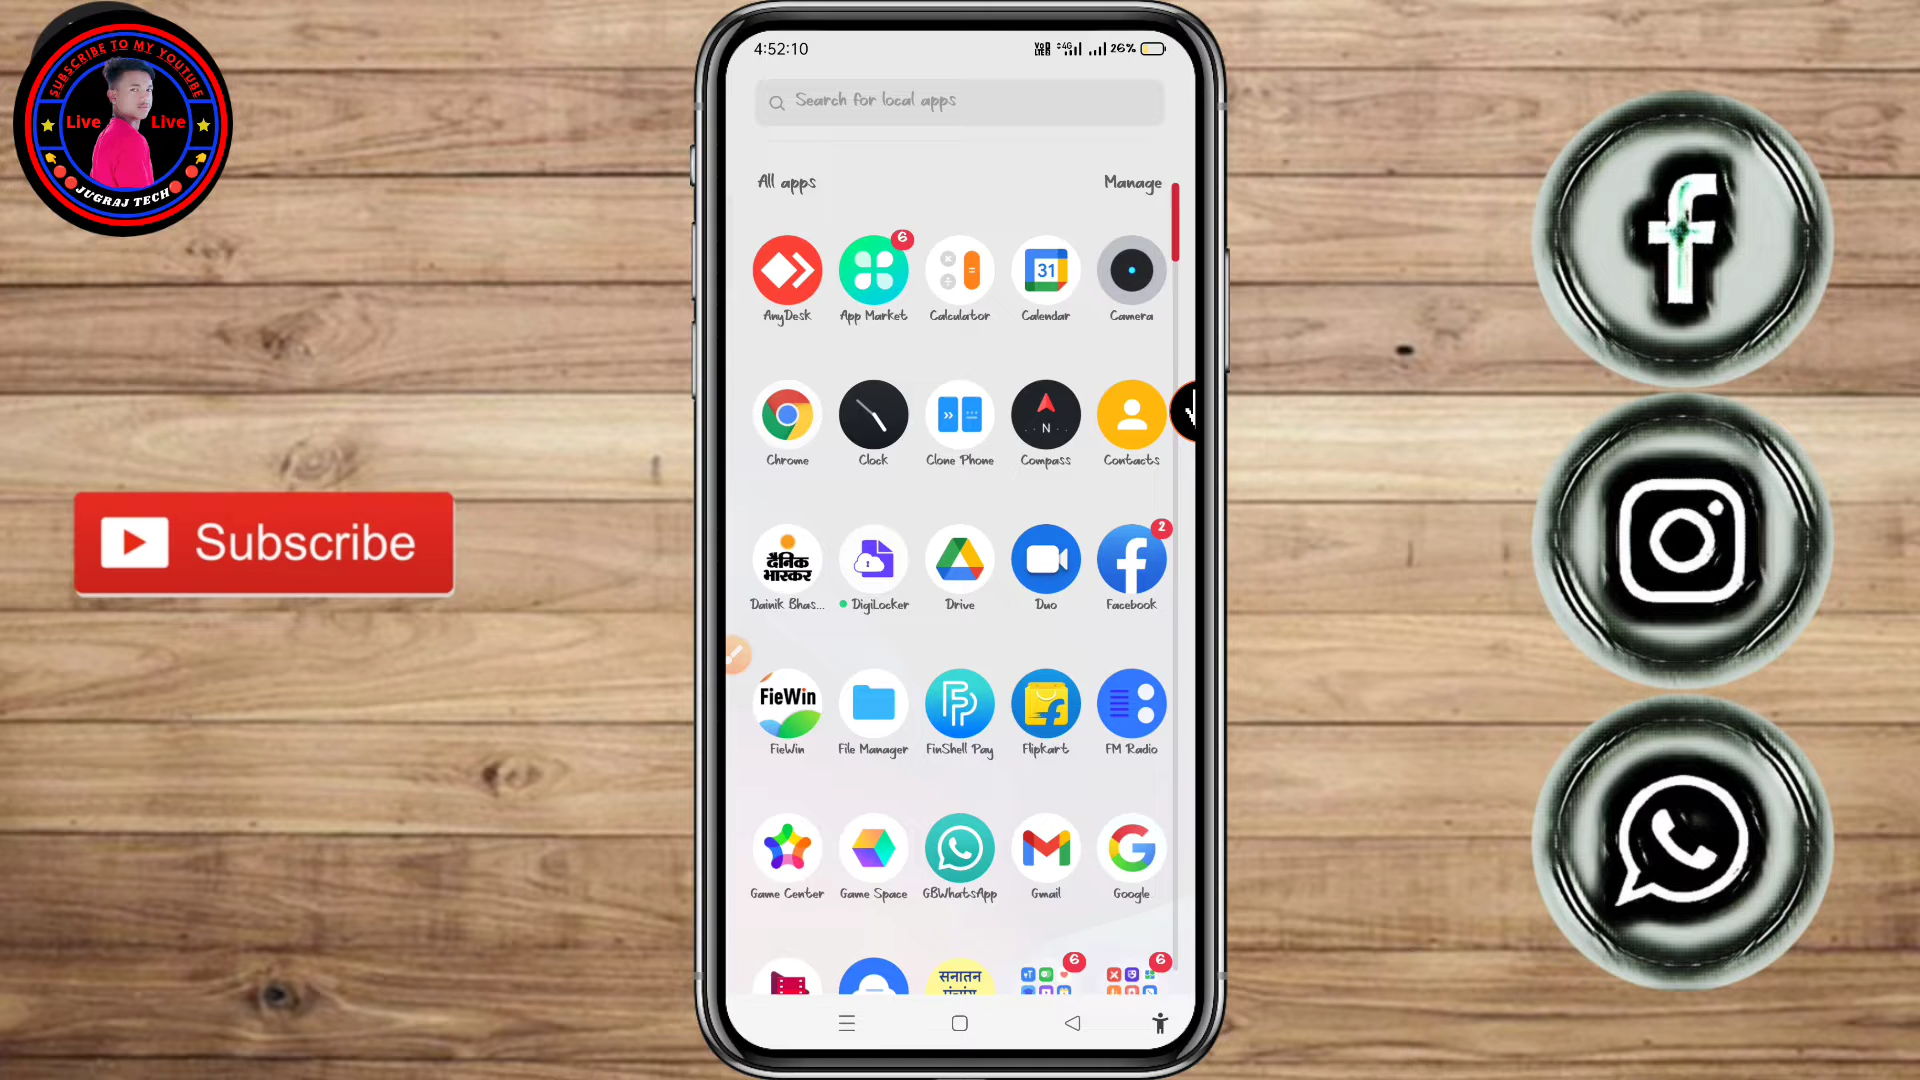 SUBSCRIBE TO MY YOUTUBE
Live Live
JUGRAJ TECH
Subscribe
4:52:10
4G
26%
Search for local apps
All apps
Manage
6
31
AnyDesk
App Market
Calculator
Calendar
Camera
N
Chrome
Clock
Clone Phone
Compass
Contacts
2
दैनिक
भास्कर
Dainik Bhas...
DigiLocker
Drive
Duo
Facebook
FieWin
FieWin
File Manager
FinShell Pay
Flipkart
FM Radio
Game Center
Game Space
GBWhatsApp
Gmail
Google
6
6
सनातन
पंचांग